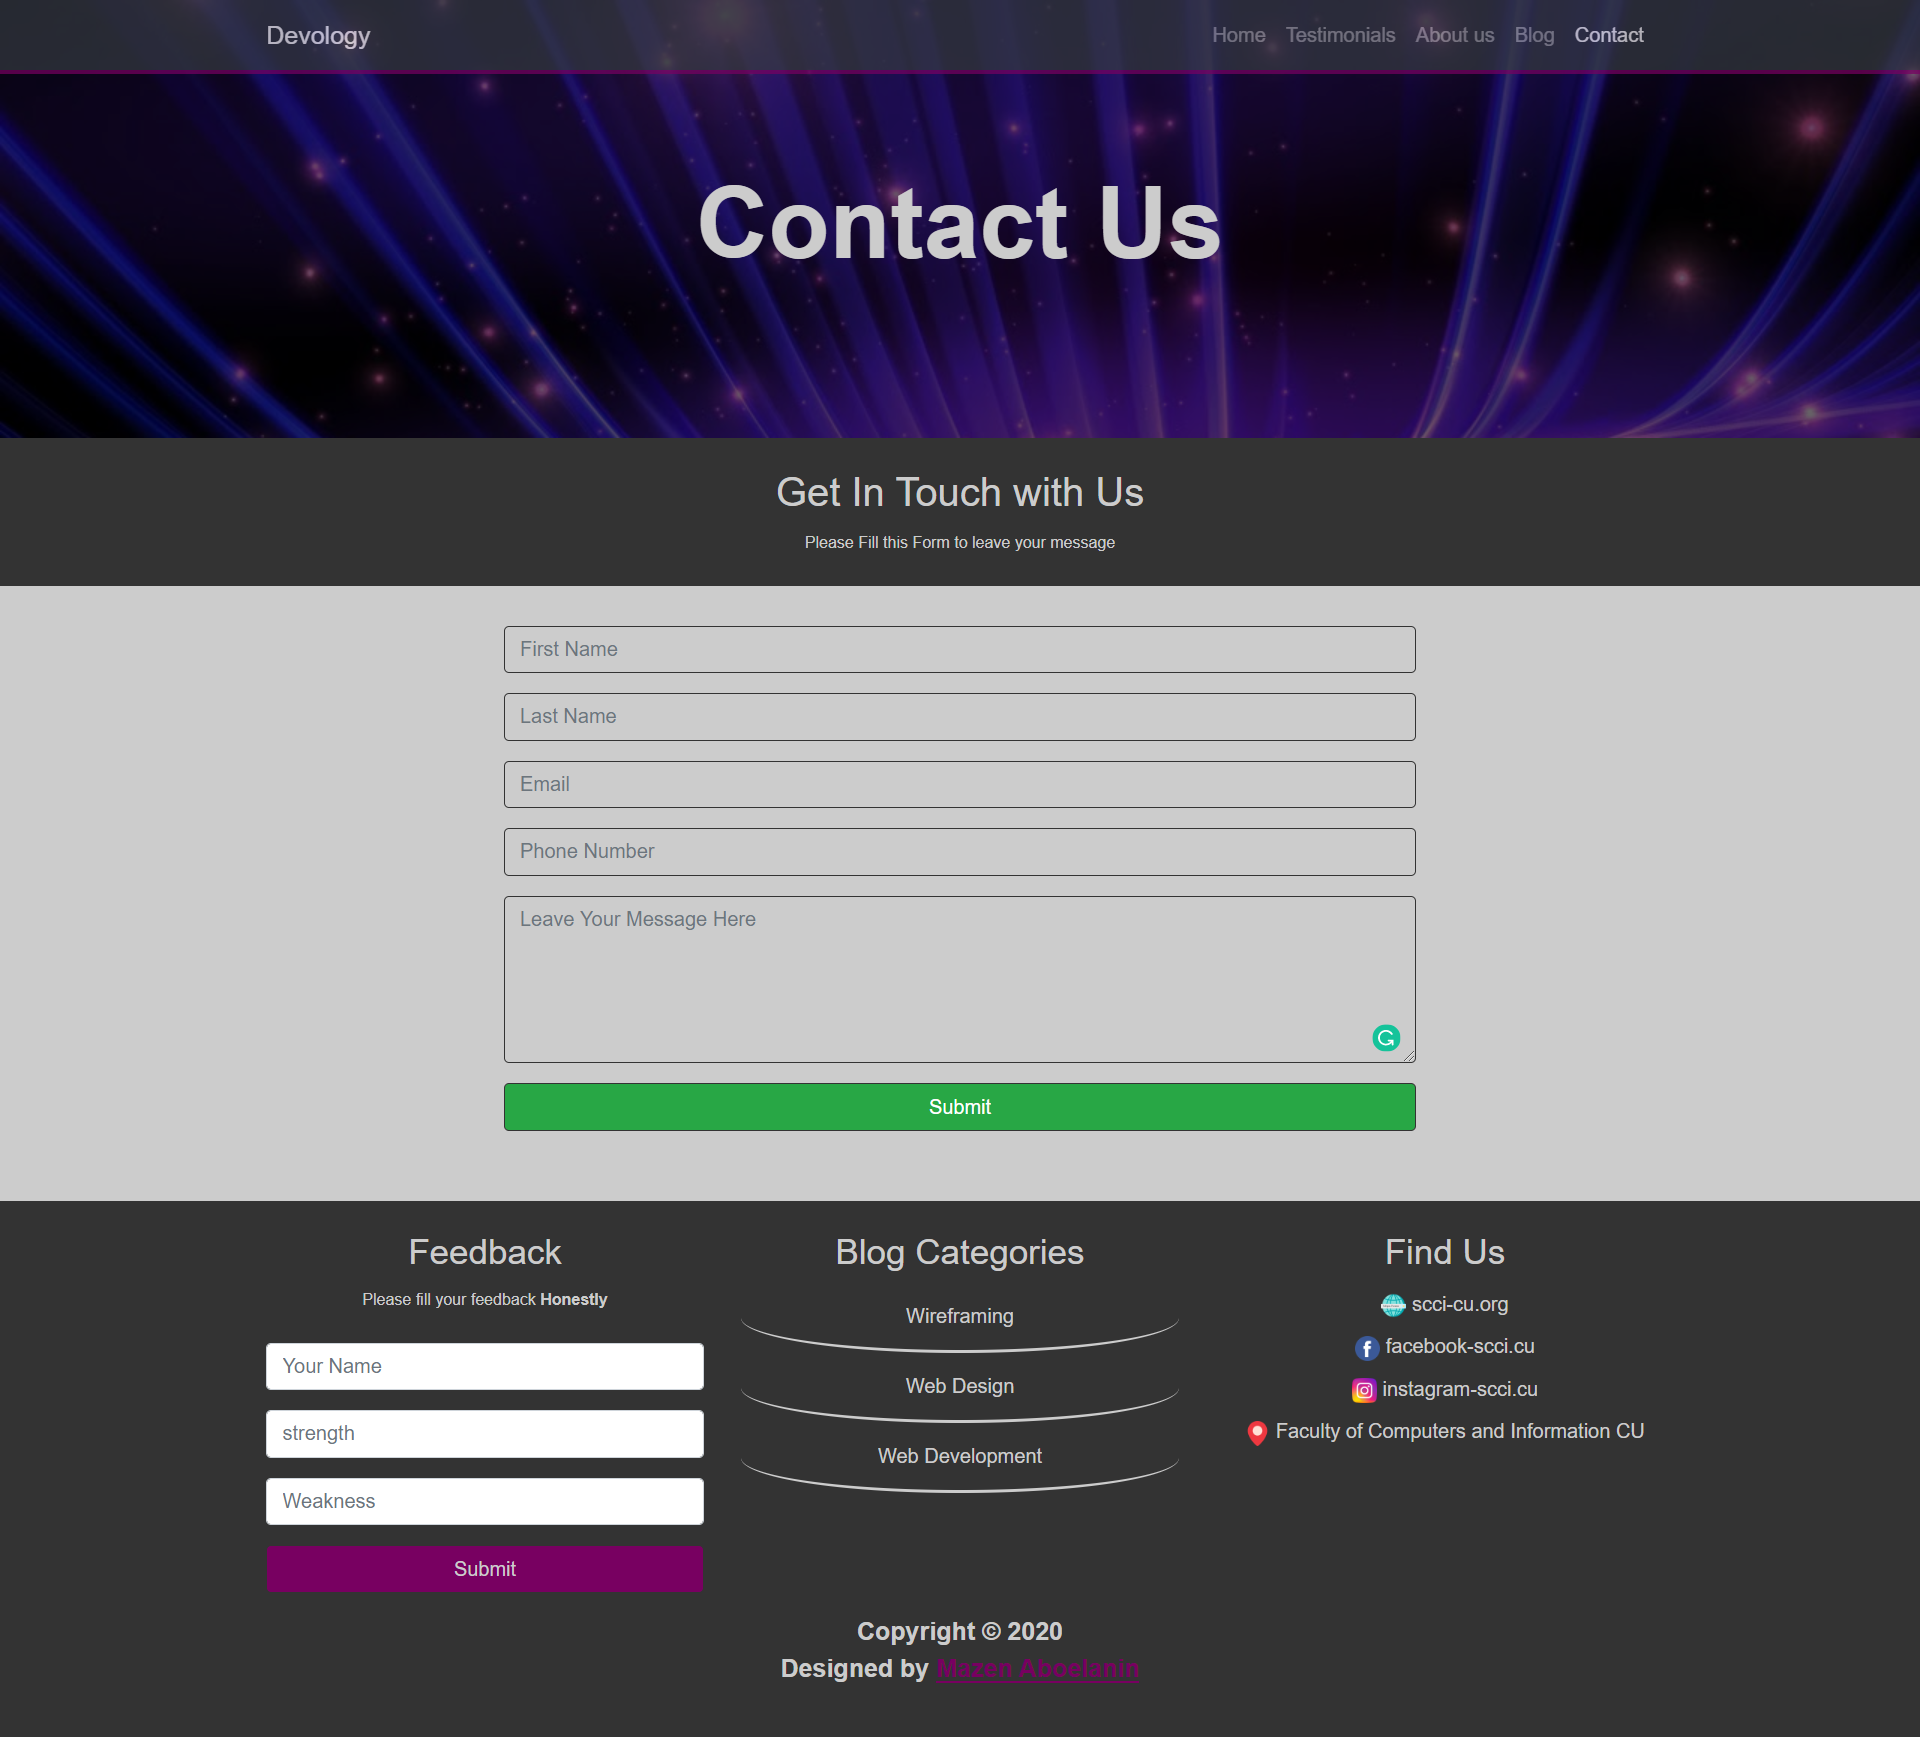 Devology
Home Testimonials About us Blog Contact
Contact Us
Get In Touch with Us
Please Fill this Form to leave your message
First Name
Last Name
Email
Phone Number
Leave Your Message Here
Submit
Feedback
Please fill your feedback Honestly
Your Name
strength
Weakness
Submit
Blog Categories
Wireframing
Web Design
Web Development
Find Us
scci-cu.org
facebook-scci.cu
instagram-scci.cu
Faculty of Computers and Information CU
Copyright © 2020
Designed by Mazen Aboelanin